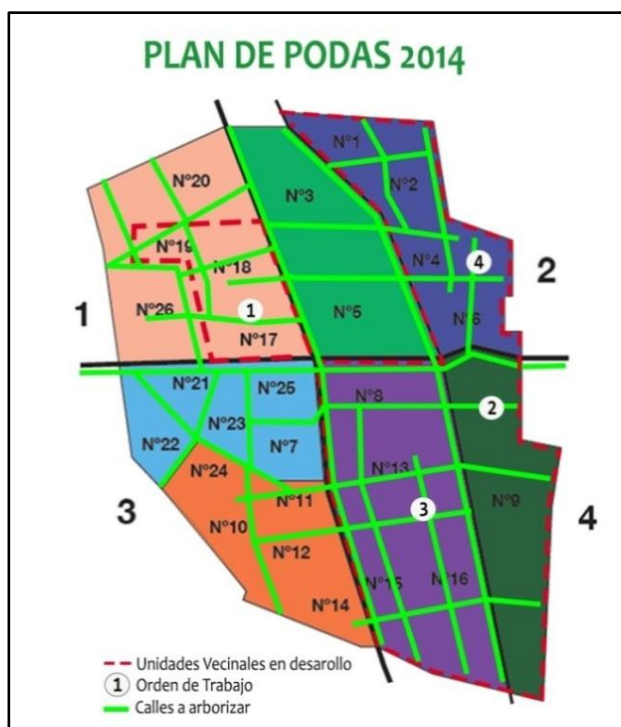 PLAN DE PODAS 2014
N°1
N°20
N°2
N°3
N°19
N°18
N°4
4
2
N°26
1
N°5
N°6
1
N°17
N°21
N°25
N°8
2
N°23
N°22
N°7
N°24
N°13
3
N°11
N°9
N°10
3
4
N°12
N°15
N°16
N°14
Unidades Vecinales en desarollo
1 Orden de Trabajo
Calles a arborizar